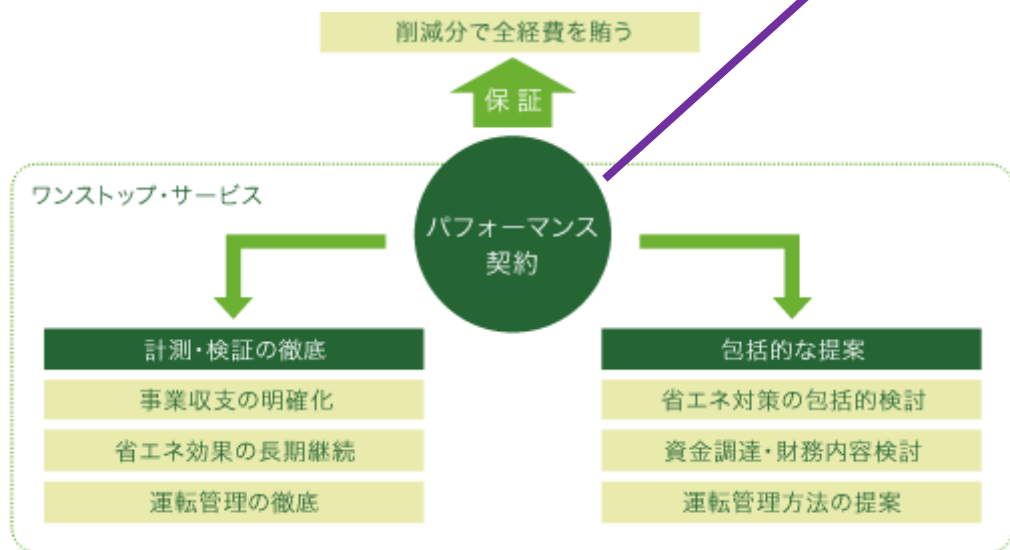 削減分で全経費を賄う
保証
ワンストップ・サービス
パフォーマンス
契約
計測・検証の徹底
事業収支の明確化
省エネ効果の長期継続
運転管理の徹底
包括的な提案
省エネ対策の包括的検討
資金調達・財務内容検討
運転管理方法の提案